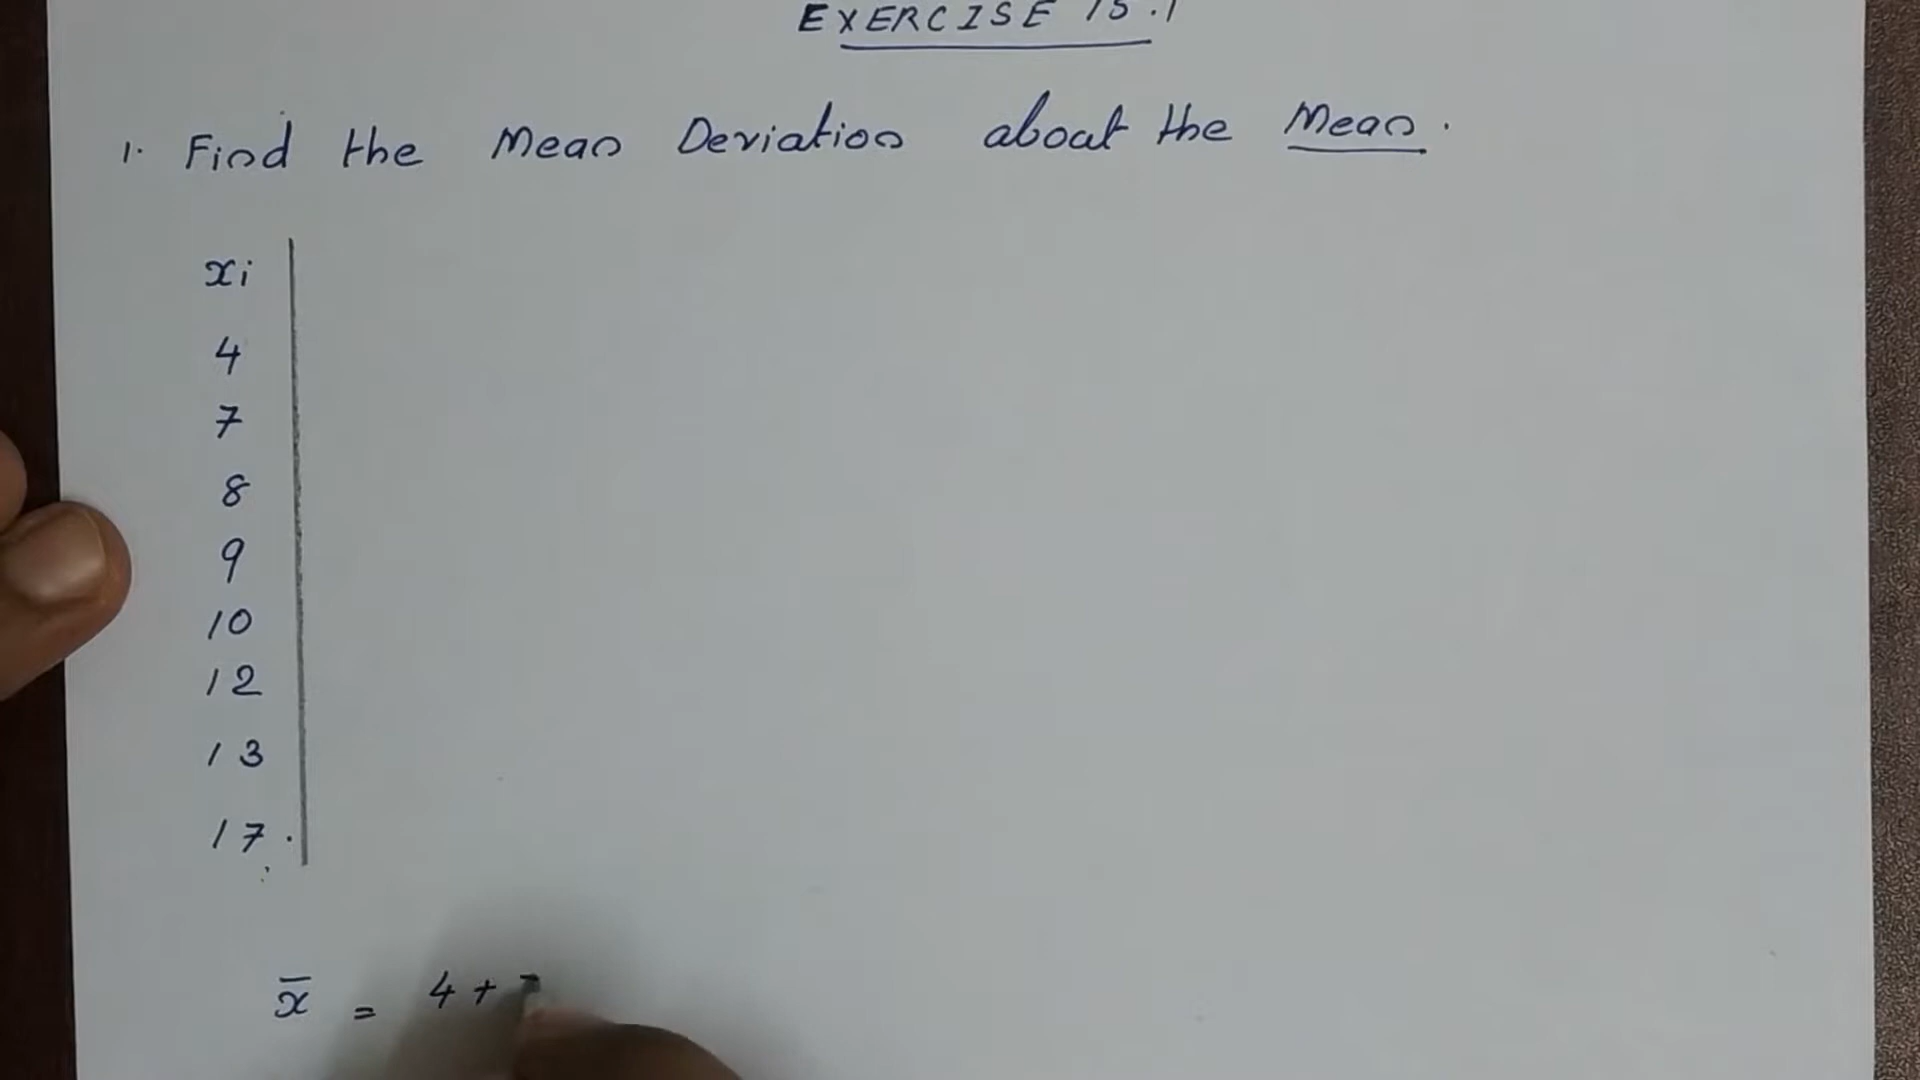 EXERCISE 15.1
1. Find the Mean Deviation about the Mean.
xi
4
7
8
9
10
12
13
17.
x̄ = 4 +